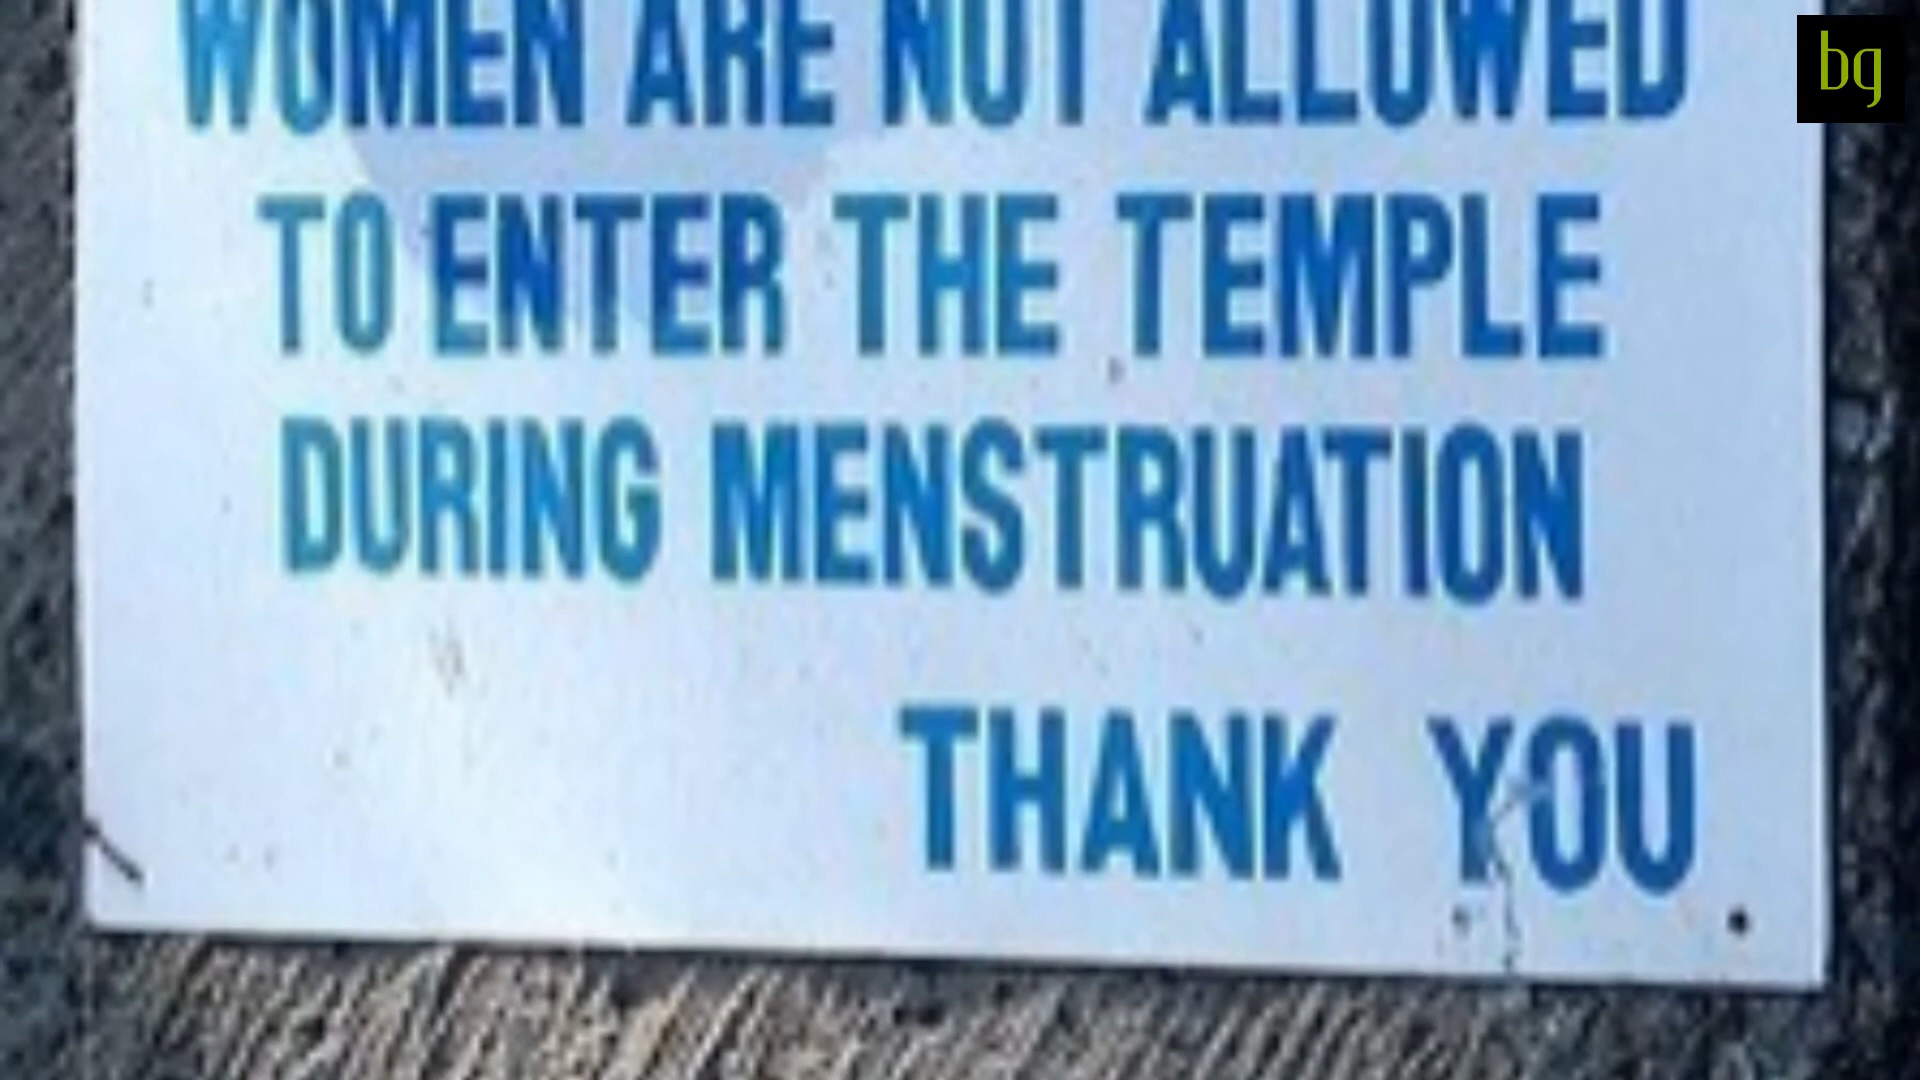 bg
WOMEN ARE NOT ALLOWED
TO ENTER THE TEMPLE
DURING MENSTRUATION
THANK YOU